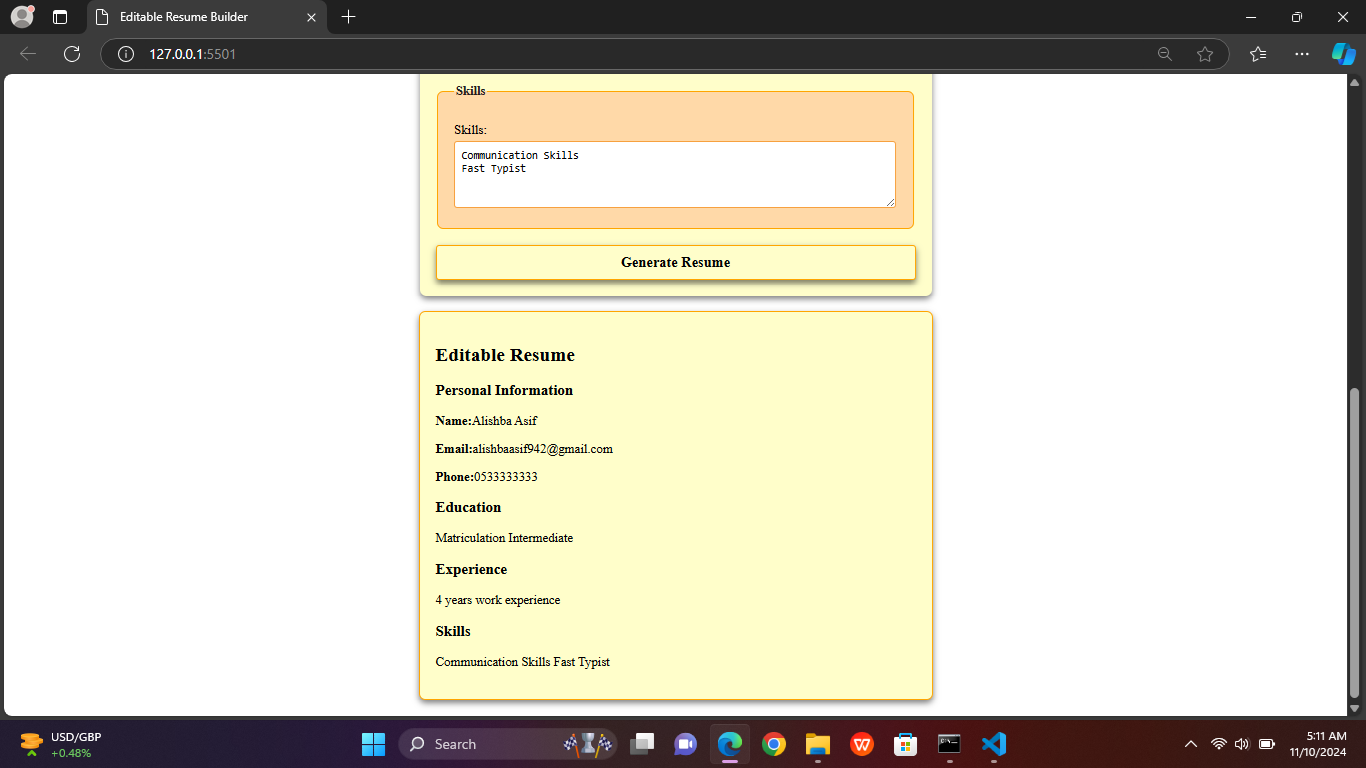 Editable Resume Builder
127.0.0.1:5501
Skills
Skills:
Communication Skills
Fast Typist
Generate Resume
Editable Resume
Personal Information
Name:Alishba Asif
Email:alishbaasif942@gmail.com
Phone:0533333333
Education
Matriculation Intermediate
Experience
4 years work experience
Skills
Communication Skills Fast Typist
USD/GBP
+0.48%
Search
5:11 AM
11/10/2024